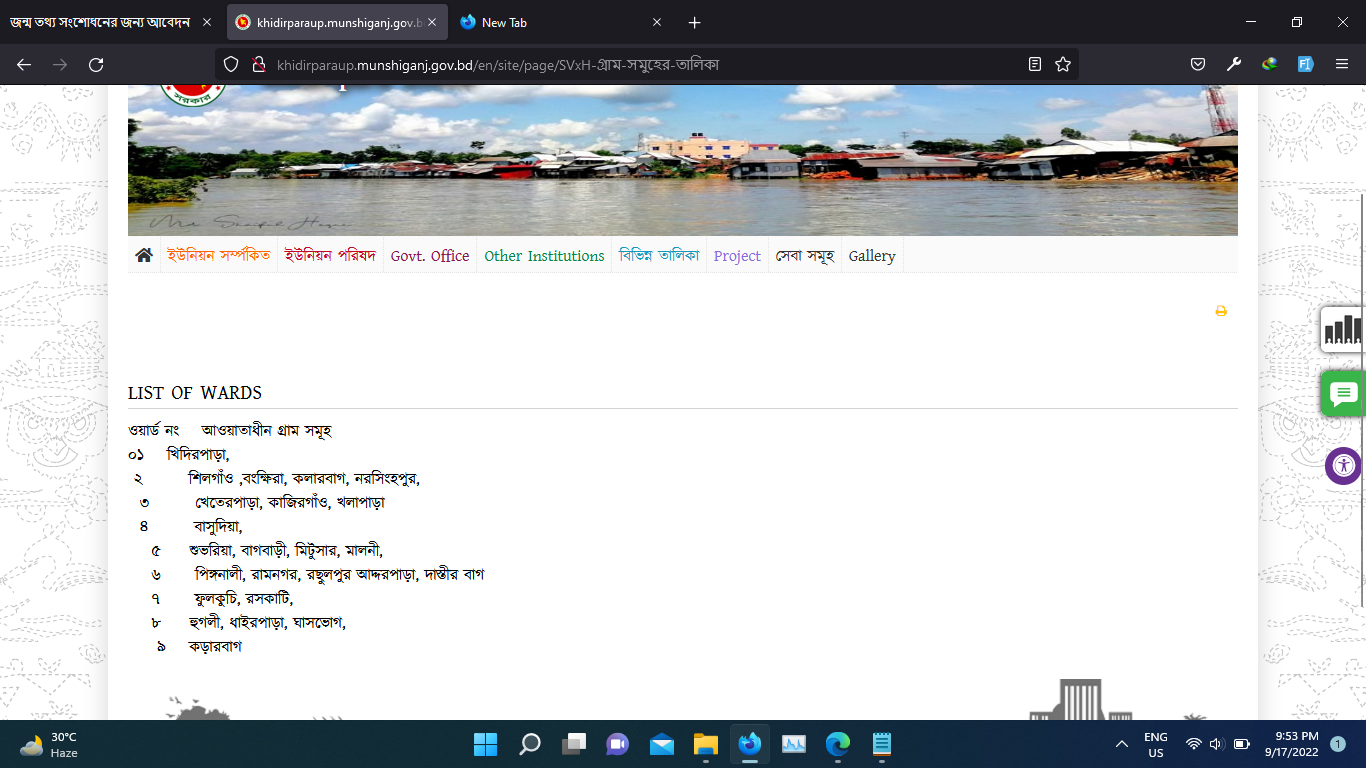 জন্ম তথ্য সংশোধনের জন্য আবেদন
khidirparaup.munshiganj.gov.b
New Tab
khidirparaup.munshiganj.gov.bd/en/site/page/SVxH-গ্রাম-সমুহের-তালিকা
সরকার
ইউনিয়ন সর্ম্পকিত ইউনিয়ন পরিষদ Govt. Office Other Institutions বিভিন্ন তালিকা Project সেবা সমূহ Gallery
LIST OF WARDS
ওয়ার্ড নং আওয়াতাধীন গ্রাম সমূহ
০১ খিদিরপাড়া,
২ শিলগাঁও ,বংক্ষিরা, কলারবাগ, নরসিংহপুর,
৩ খেতেরপাড়া, কাজিরগাঁও, খলাপাড়া
৪ বাসুদিয়া,
৫ শুভরিয়া, বাগবাড়ী, মিটুসার, মালনী,
৬ পিঙ্গনালী, রামনগর, রছুলপুর আদ্দরপাড়া, দাস্তীর বাগ
৭ ফুলকুচি, রসকাটি,
৮ হুগলী, ধাইরপাড়া, ঘাসভোগ,
৯ কড়ারবাগ
30°C
Haze
ENG
US
9:53 PM
9/17/2022
1